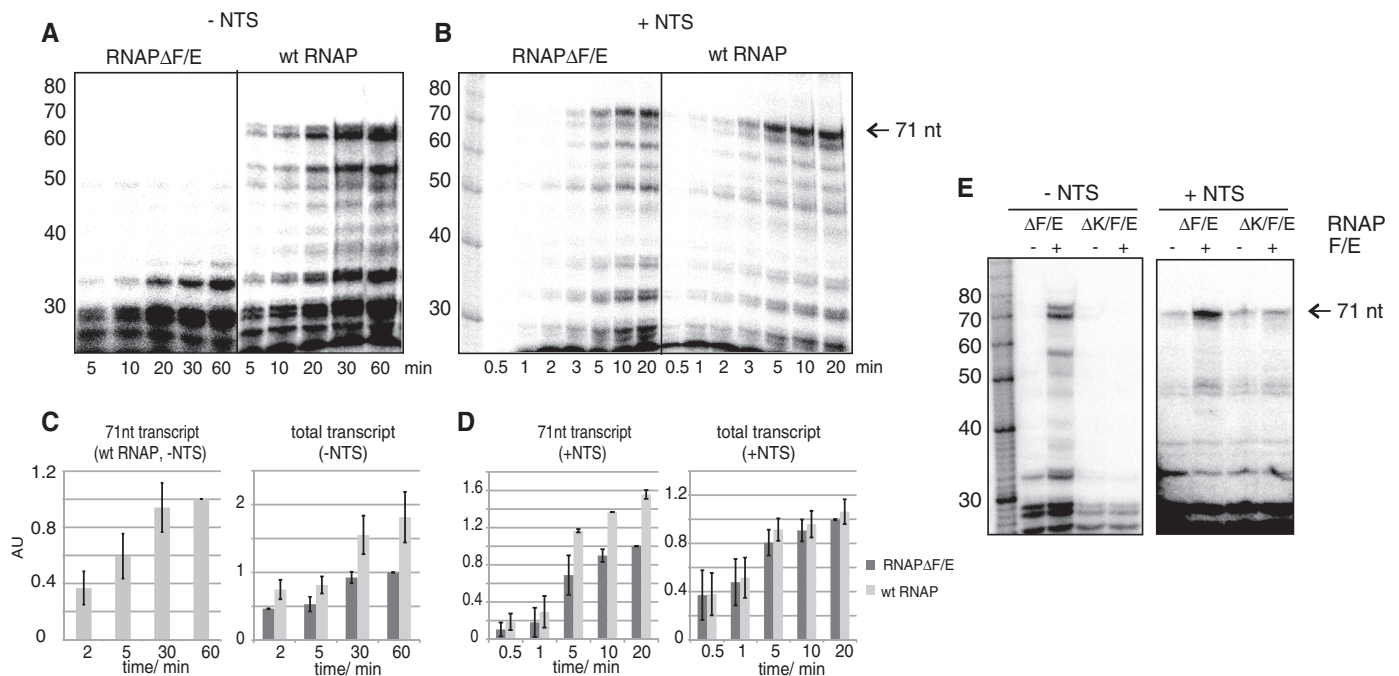 A
- NTS
RNAPΔF/E wt RNAP
80
70
60
50
40
30
5 10 20 30 60 5 10 20 30 60 min
B
+ NTS
RNAPΔF/E wt RNAP
80
70
60
50
40
30
0.5 1 2 3 5 10 20 0.5 1 2 3 5 10 20 min
← 71 nt
C
71nt transcript
(wt RNAP, -NTS)
AU
1.2
0.8
0.4
0
2 5 30 60
time/ min
total transcript
(-NTS)
2
1
0
2 5 30 60
time/ min
D
71nt transcript
(+NTS)
1.6
1.2
0.8
0.4
0
0.5 1 5 10 20
time/ min
total transcript
(+NTS)
1.2
0.8
0.4
0
0.5 1 5 10 20
time/ min
RNAPΔF/E
wt RNAP
E
- NTS + NTS
ΔF/E ΔK/F/E ΔF/E ΔK/F/E RNAP
- + - + - + - + F/E
80
70
60
50
40
30
← 71 nt